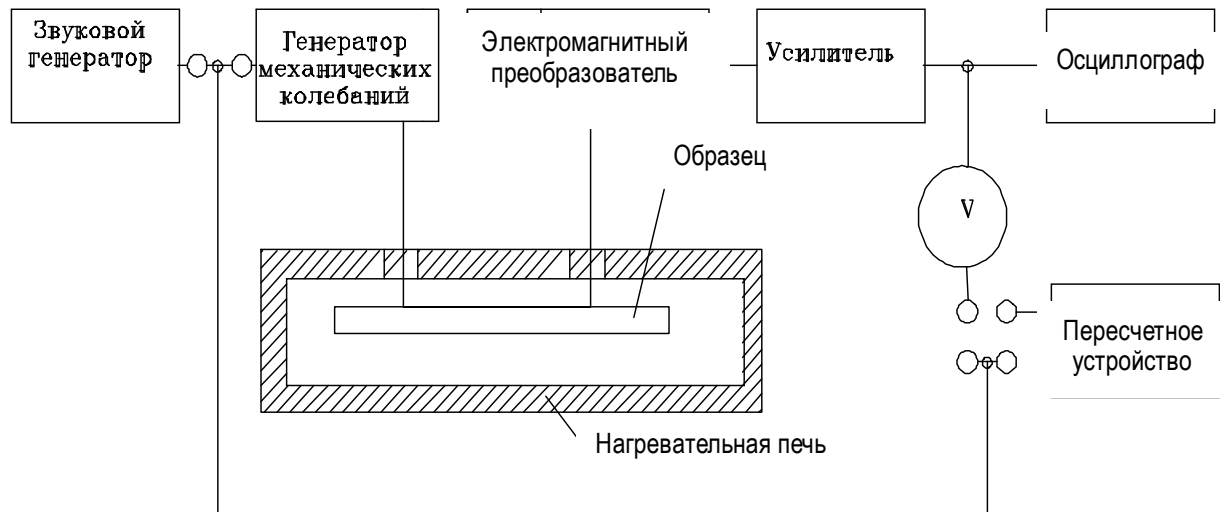 Звуковой
генератор
Генератор
механических
колебаний
Электромагнитный
преобразователь
Усилитель
Осциллограф
Образец
V
Пересчетное
устройство
Нагревательная печь